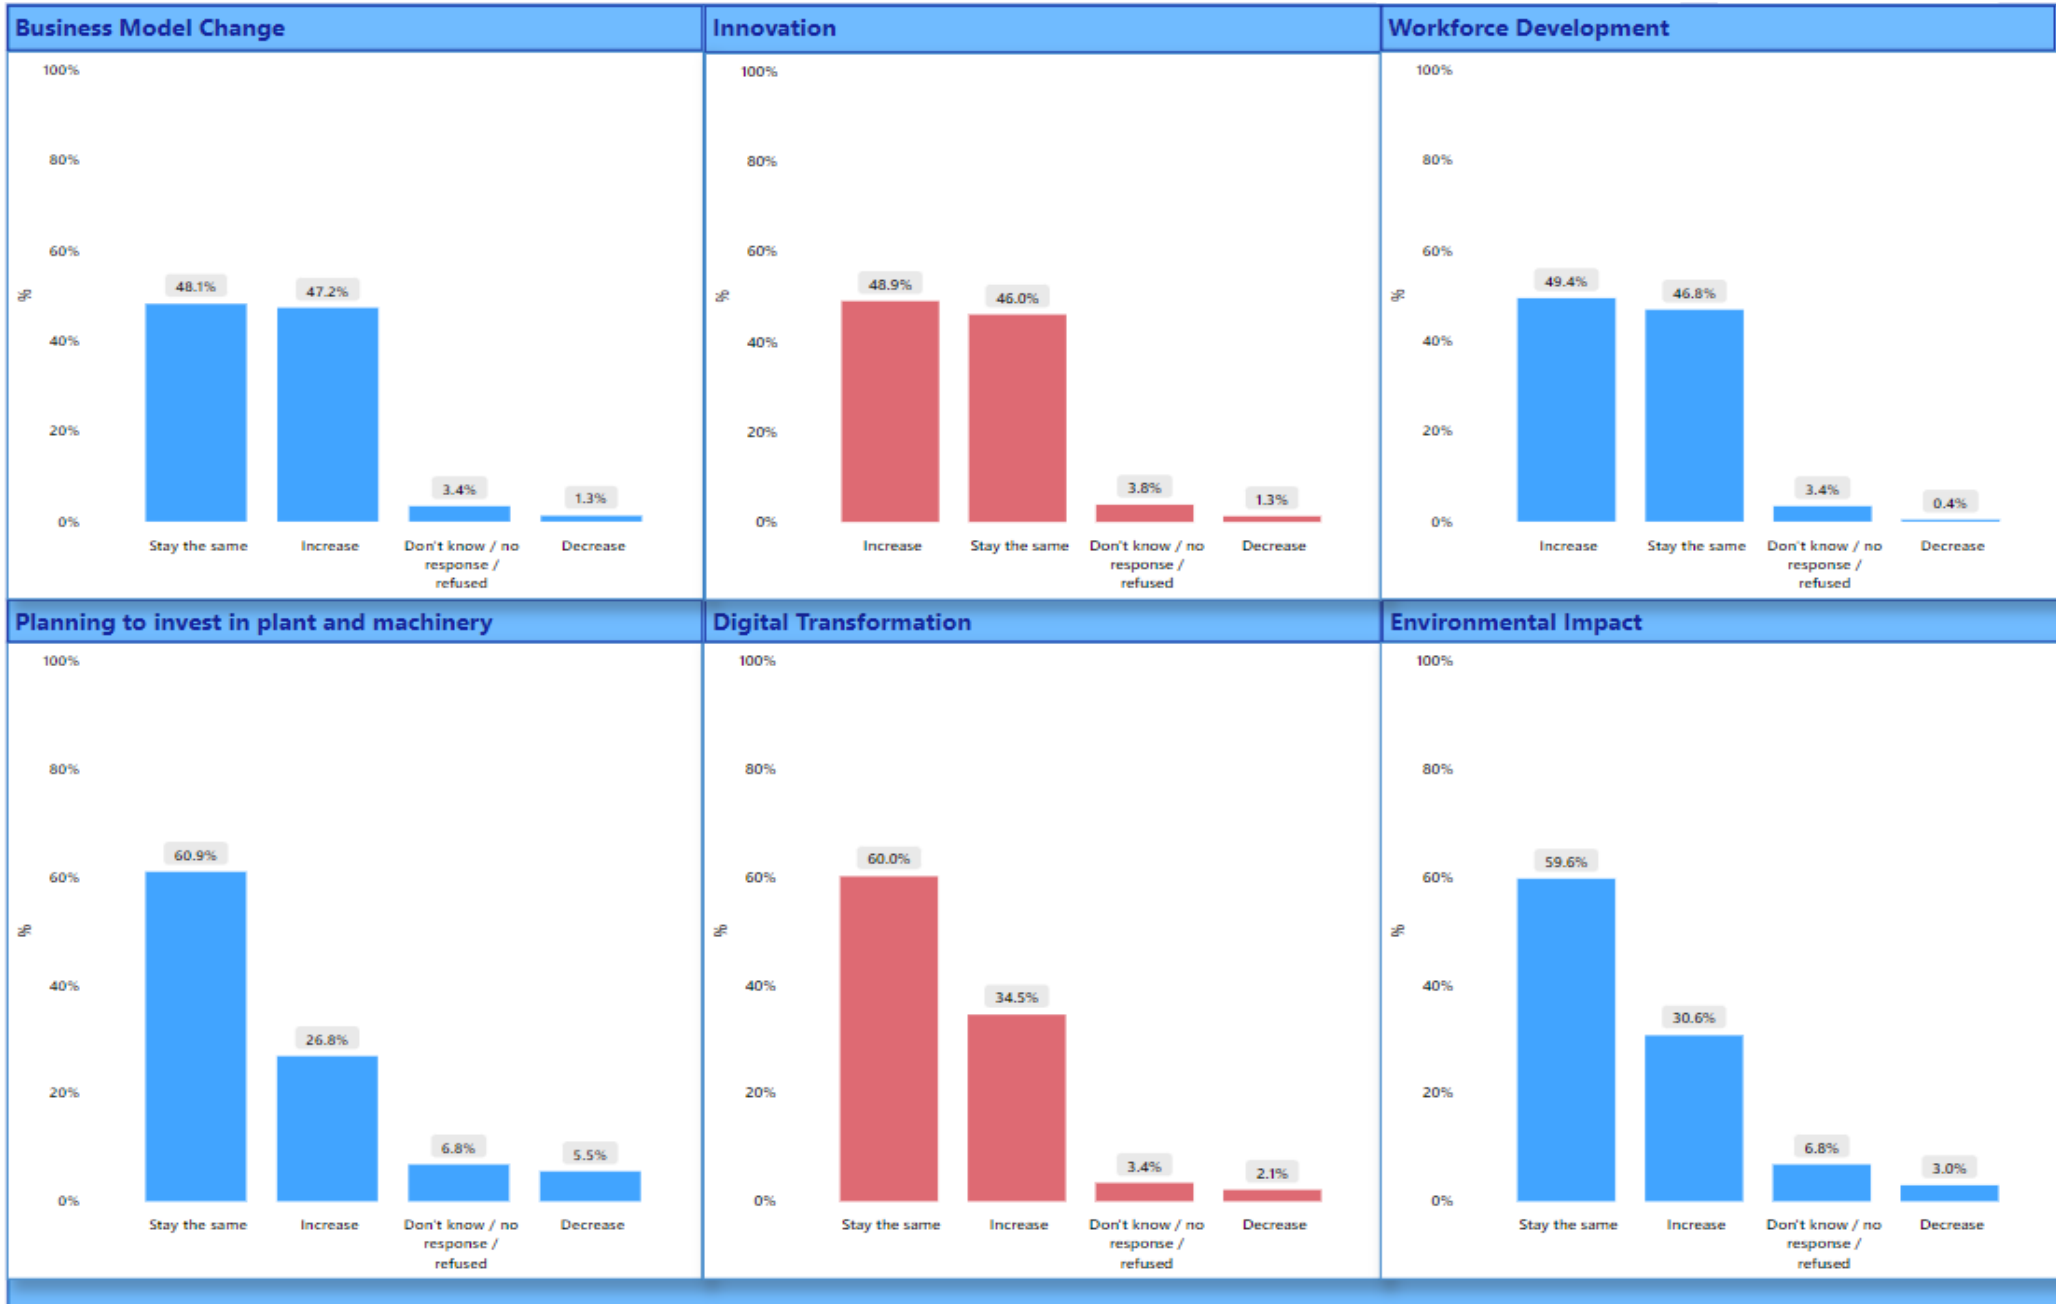 Business Model Change
100%
80%
60%
40%
20%
0%
%
48.1%
47.2%
3.4%
1.3%
Stay the same
Increase
Don't know / no
response /
refused
Decrease
Innovation
100%
80%
60%
40%
20%
0%
%
48.9%
46.0%
3.8%
1.3%
Increase
Stay the same
Don't know / no
response /
refused
Decrease
Workforce Development
100%
80%
60%
40%
20%
0%
%
49.4%
46.8%
3.4%
0.4%
Increase
Stay the same
Don't know / no
response /
refused
Decrease
Planning to invest in plant and machinery
100%
80%
60%
40%
20%
0%
%
60.9%
26.8%
6.8%
5.5%
Stay the same
Increase
Don't know / no
response /
refused
Decrease
Digital Transformation
100%
80%
60%
40%
20%
0%
%
60.0%
34.5%
3.4%
2.1%
Stay the same
Increase
Don't know / no
response /
refused
Decrease
Environmental Impact
100%
80%
60%
40%
20%
0%
%
59.6%
30.6%
6.8%
3.0%
Stay the same
Increase
Don't know / no
response /
refused
Decrease